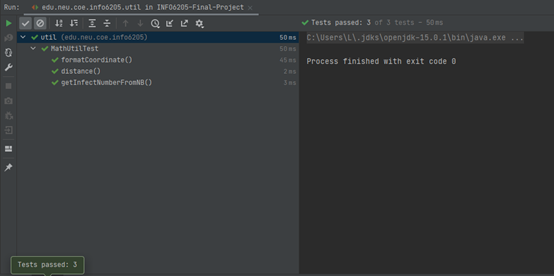 Run: edu.neu.coe.info6205.util in INFO6205-Final-Project ×
Tests passed: 3 of 3 tests – 50 ms
util (edu.neu.coe.info6205) 50 ms
MathUtilTest 50 ms
formatCoordinate() 45 ms
distance() 2 ms
getInfectNumberFromNB() 3 ms
C:\Users\L\.jdks\openjdk-15.0.1\bin\java.exe ...
Process finished with exit code 0
Tests passed: 3